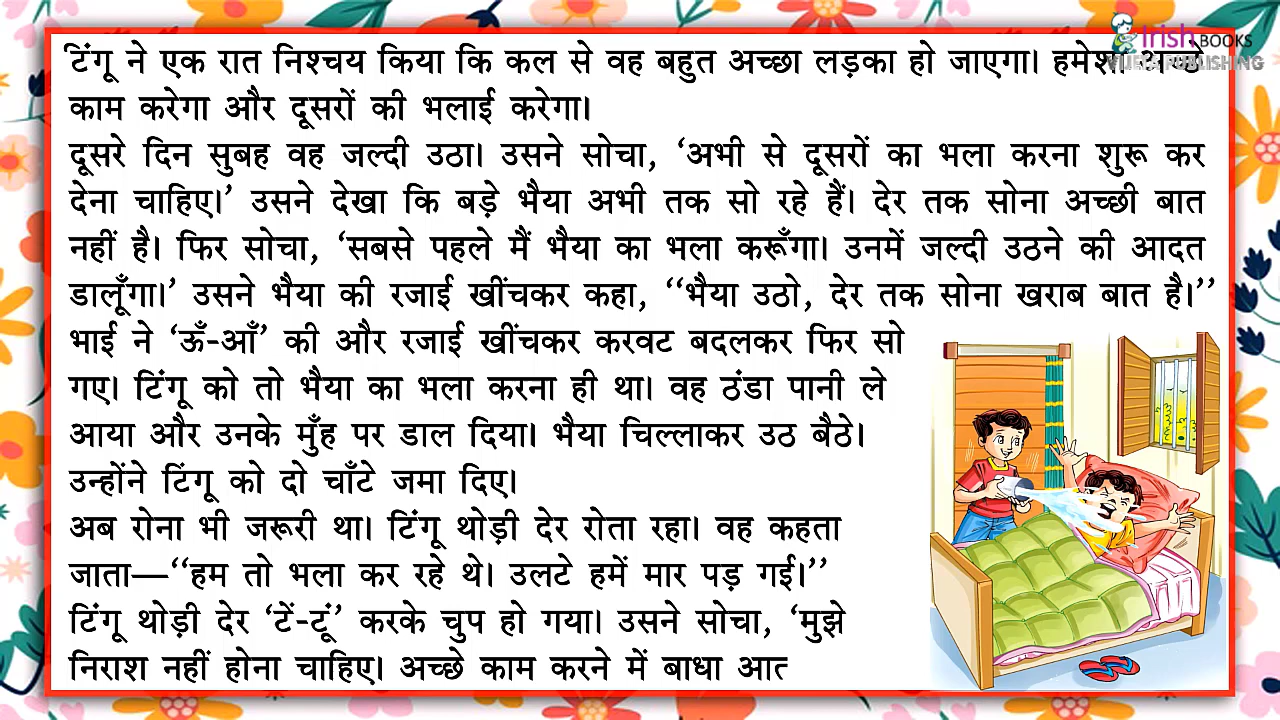 टिंगू ने एक रात निश्चय किया कि कल से वह बहुत अच्छा लड़का हो जाएगा। हमेशा
काम करेगा और दूसरों की भलाई करेगा।
दूसरे दिन सुबह वह जल्दी उठा। उसने सोचा, ‘अभी से दूसरों का भला करना शुरू कर
देना चाहिए।’ उसने देखा कि बड़े भैया अभी तक सो रहे हैं। देर तक सोना अच्छी बात
नहीं है। फिर सोचा, ‘सबसे पहले मैं भैया का भला करूँगा। उनमें जल्दी उठने की आदत
डालूँगा।’ उसने भैया की रजाई खींचकर कहा, ‘‘भैया उठो, देर तक सोना खराब बात है।’’
भाई ने ‘ऊँ-आँ’ की और रजाई खींचकर करवट बदलकर फिर सो
गए। टिंगू को तो भैया का भला करना ही था। वह ठंडा पानी ले
आया और उनके मुँह पर डाल दिया। भैया चिल्लाकर उठ बैठे।
उन्होंने टिंगू को दो चाँटे जमा दिए।
अब रोना भी जरूरी था। टिंगू थोड़ी देर रोता रहा। वह कहता
जाता—‘‘हम तो भला कर रहे थे। उलटे हमें मार पड़ गई।’’
टिंगू थोड़ी देर ‘टें-टूं’ करके चुप हो गया। उसने सोचा, ‘मुझे
निराश नहीं होना चाहिए। अच्छे काम करने में बाधा आत
Irish BOOKS
PUBLISHING